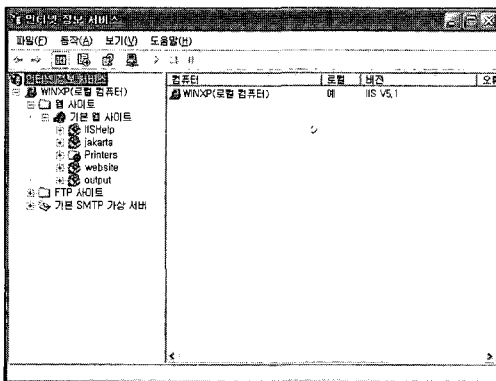 인터넷 정보 서비스
파일(F) 동작(A) 보기(V) 도움말(H)
인터넷 정보 서비스
WINXP(로컬 컴퓨터)
웹 사이트
기본 웹 사이트
IISHelp
jakarta
Printers
website
output
FTP 사이트
기본 SMTP 가상 서버
컴퓨터 로컬 버전
WINXP(로컬 컴퓨터) 예 IIS V5.1